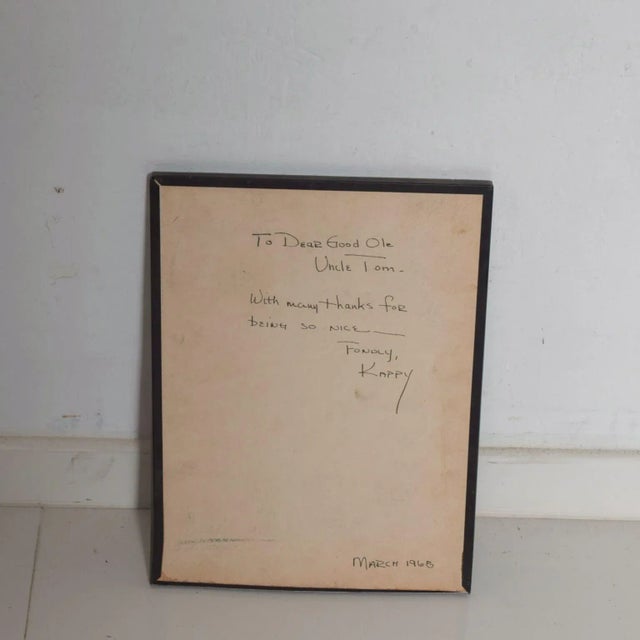 To Dear Good Ole
Uncle Tom.
With many thanks for
being so nice —
Fondly,
Kappy
March 1968